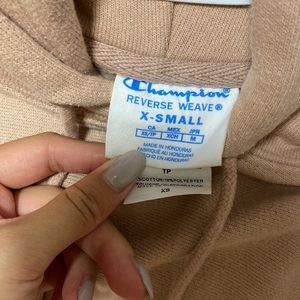 Champion
REVERSE WEAVE®
X-SMALL
CA MEX JPN
XS/TP XCH M
MADE IN HONDURAS
FABRIQUÉ AU HONDURAS
HECHO EN HONDURAS
TP
XS